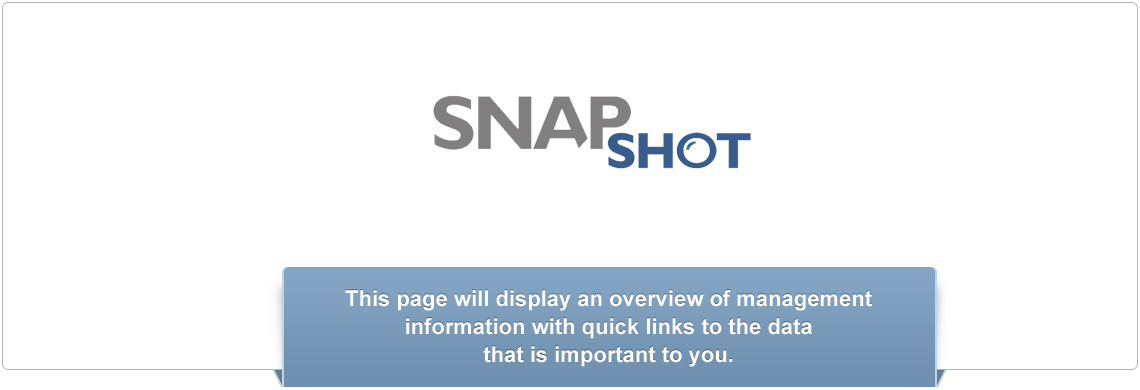 SNAP
SHOT
This page will display an overview of management
information with quick links to the data
that is important to you.